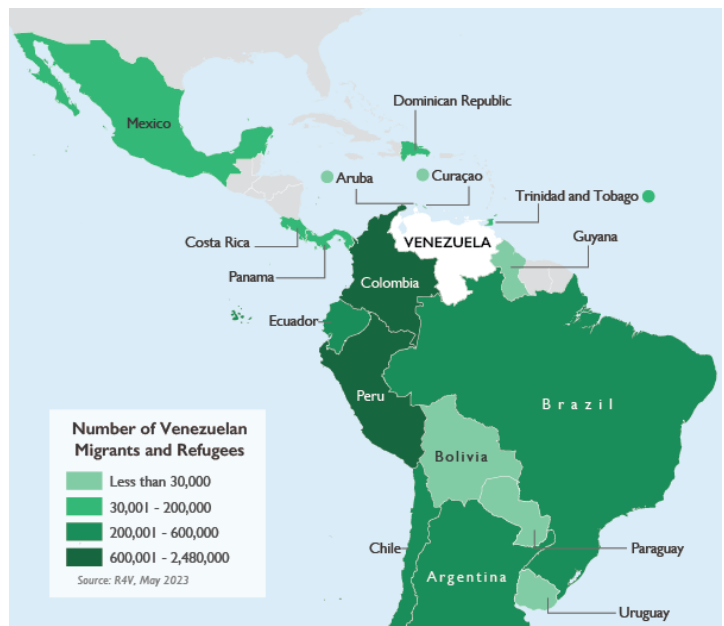 Dominican Republic
Mexico
Aruba
Curaçao
Trinidad and Tobago
Costa Rica
VENEZUELA
Guyana
Panama
Colombia
Ecuador
Peru
Brazil
Number of Venezuelan
Migrants and Refugees
Less than 30,000
30,001 - 200,000
200,001 - 600,000
600,001 - 2,480,000
Source: R4V, May 2023
Bolivia
Chile
Paraguay
Argentina
Uruguay